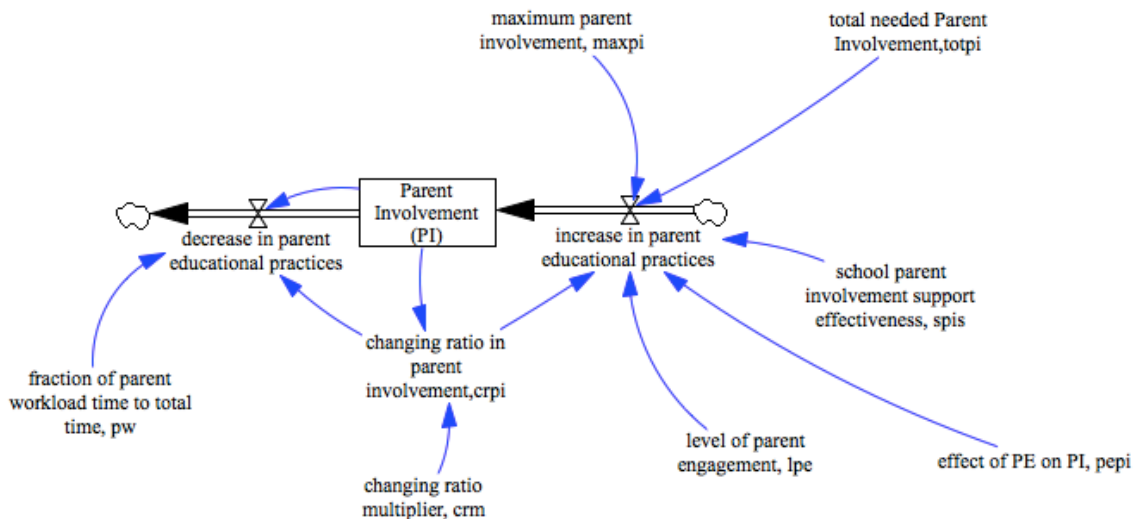 maximum parent
involvement, maxpi
total needed Parent
Involvement,totpi
Parent
Involvement
(PI)
decrease in parent
educational practices
increase in parent
educational practices
school parent
involvement support
effectiveness, spis
changing ratio in
parent
involvement,crpi
fraction of parent
workload time to total
time, pw
level of parent
engagement, lpe
effect of PE on PI, pepi
changing ratio
multiplier, crm